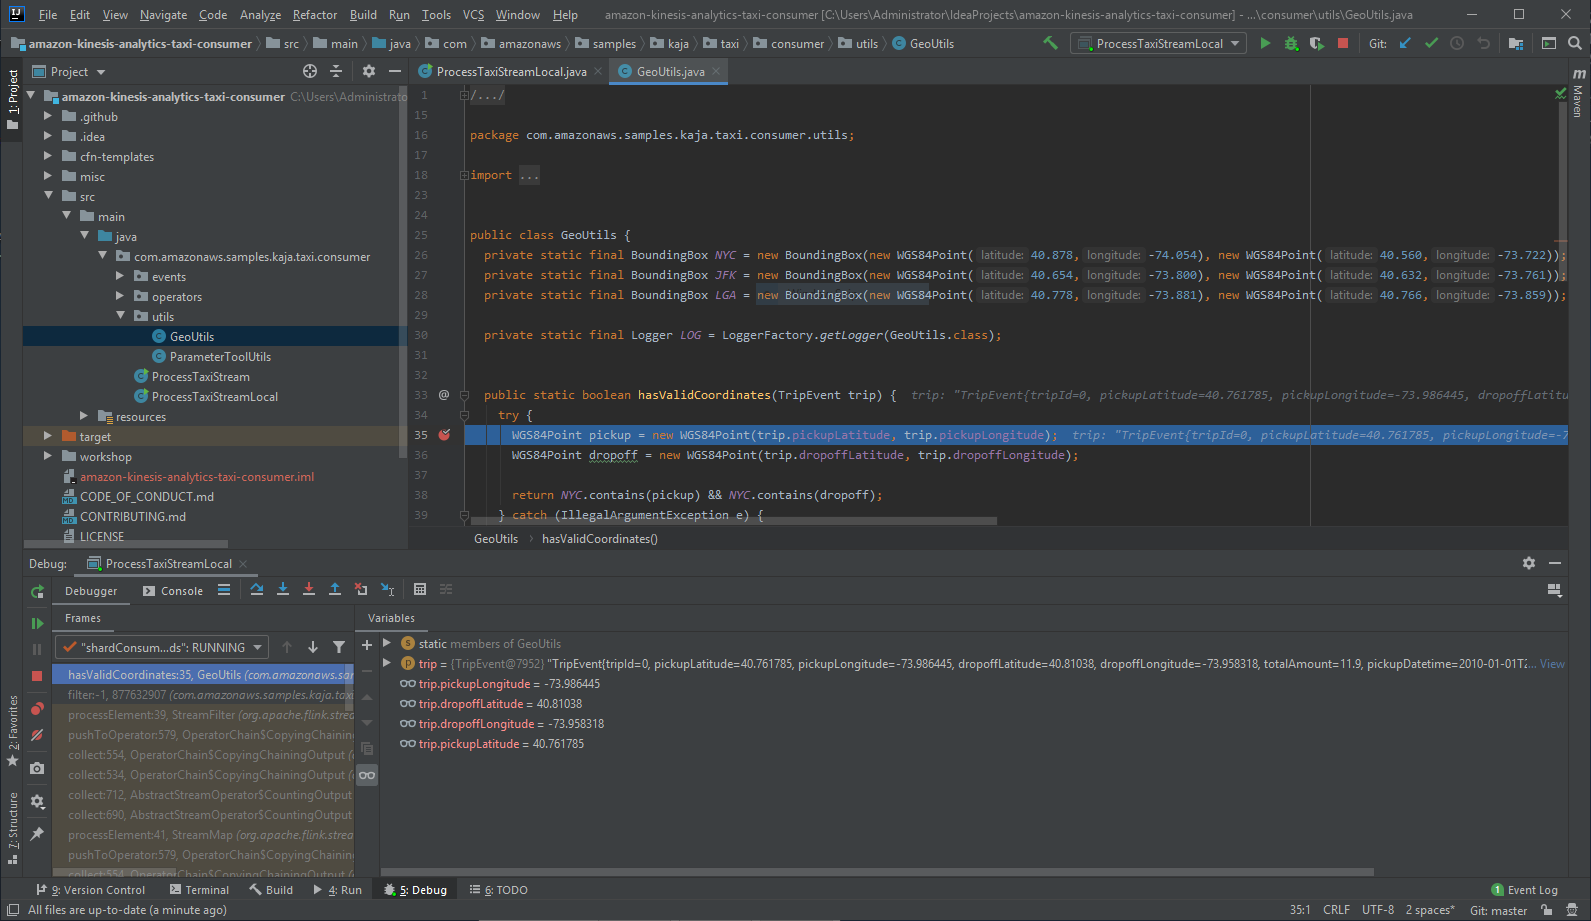 File Edit View Navigate Code Analyze Refactor Build Run Tools VCS Window Help amazon-kinesis-analytics-taxi-consumer [C:\Users\Administrator\IdeaProjects\amazon-kinesis-analytics-taxi-consumer] - ...\consumer\utils\GeoUtils.java
amazon-kinesis-analytics-taxi-consumer src main java com amazonaws samples kaja taxi consumer utils GeoUtils ProcessTaxiStreamLocal Git:
1: Project
2: Favorites
7: Structure
Maven
Project
amazon-kinesis-analytics-taxi-consumer C:\Users\Administrato
.github
.idea
cfn-templates
misc
src
main
java
com.amazonaws.samples.kaja.taxi.consumer
events
operators
utils
GeoUtils
ParameterToolUtils
ProcessTaxiStream
ProcessTaxiStreamLocal
resources
target
workshop
amazon-kinesis-analytics-taxi-consumer.iml
CODE_OF_CONDUCT.md
CONTRIBUTING.md
LICENSE
ProcessTaxiStreamLocal.java GeoUtils.java
1 /.../
15
16 package com.amazonaws.samples.kaja.taxi.consumer.utils;
17
18 import ...
23
24
25 public class GeoUtils {
26 private static final BoundingBox NYC = new BoundingBox(new WGS84Point( latitude: 40.878, longitude: -74.054), new WGS84Point( latitude: 40.560, longitude: -73.722));
27 private static final BoundingBox JFK = new BoundingBox(new WGS84Point( latitude: 40.654, longitude: -73.800), new WGS84Point( latitude: 40.632, longitude: -73.761));
28 private static final BoundingBox LGA = new BoundingBox(new WGS84Point( latitude: 40.778, longitude: -73.881), new WGS84Point( latitude: 40.766, longitude: -73.859));
29
30 private static final Logger LOG = LoggerFactory.getLogger(GeoUtils.class);
31
32
33 @ public static boolean hasValidCoordinates(TripEvent trip) { trip: "TripEvent{tripId=0, pickupLatitude=40.761785, pickupLongitude=-73.986445, dropoffLatitu
34 try {
35 WGS84Point pickup = new WGS84Point(trip.pickupLatitude, trip.pickupLongitude); trip: "TripEvent{tripId=0, pickupLatitude=40.761785, pickupLongitude=-7
36 WGS84Point dropoff = new WGS84Point(trip.dropoffLatitude, trip.dropoffLongitude);
37
38 return NYC.contains(pickup) && NYC.contains(dropoff);
39 } catch (IllegalArgumentException e) {
GeoUtils hasValidCoordinates()
Debug: ProcessTaxiStreamLocal
Debugger Console
Frames
"shardConsum...ds": RUNNING
hasValidCoordinates:35, GeoUtils (com.amazonaws.sa
filter:-1, 877632907 (com.amazonaws.samples.kaja.tax
processElement:39, StreamFilter (org.apache.flink.strea
pushToOperator:579, OperatorChain$CopyingChaining
collect:554, OperatorChain$CopyingChainingOutput (
collect:534, OperatorChain$CopyingChainingOutput (
collect:712, AbstractStreamOperator$CountingOutput
collect:690, AbstractStreamOperator$CountingOutput
processElement:41, StreamMap (org.apache.flink.strea
pushToOperator:579, OperatorChain$CopyingChaining
collect:554, OperatorChain$CopyingChainingOutput (
Variables
static members of GeoUtils
trip = {TripEvent@7952} "TripEvent{tripId=0, pickupLatitude=40.761785, pickupLongitude=-73.986445, dropoffLatitude=40.81038, dropoffLongitude=-73.958318, totalAmount=11.9, pickupDatetime=2010-01-01T2... View
trip.pickupLongitude = -73.986445
trip.dropoffLatitude = 40.81038
trip.dropoffLongitude = -73.958318
trip.pickupLatitude = 40.761785
9: Version Control Terminal Build 4: Run 5: Debug 6: TODO 1 Event Log
All files are up-to-date (a minute ago) 35:1 CRLF UTF-8 2 spaces* Git: master